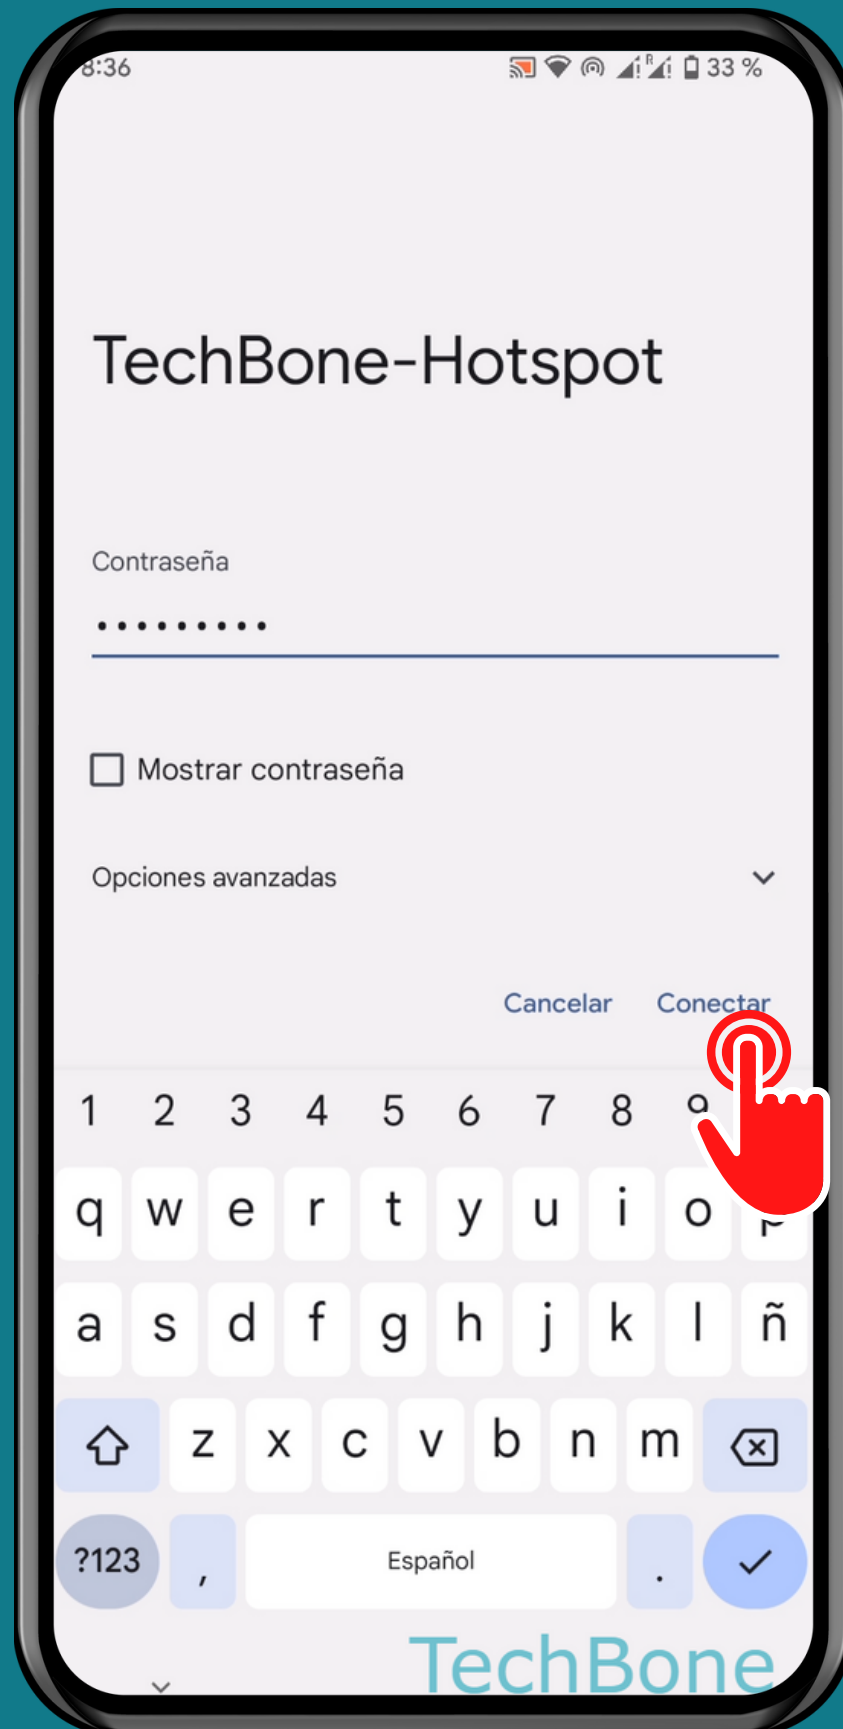 8:36 R 33 %
TechBone-Hotspot
Contraseña
•••••••••
Mostrar contraseña
Opciones avanzadas
Cancelar Conectar
1 2 3 4 5 6 7 8 9
q w e r t y u i o p
a s d f g h j k l ñ
z x c v b n m
?123 , Español .
TechBone